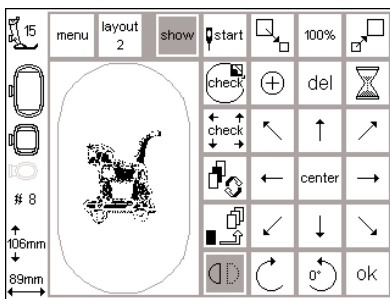 15
menu
layout
2
show
start
100%
check
del
check
center
# 8
106mm
89mm
0°
ok